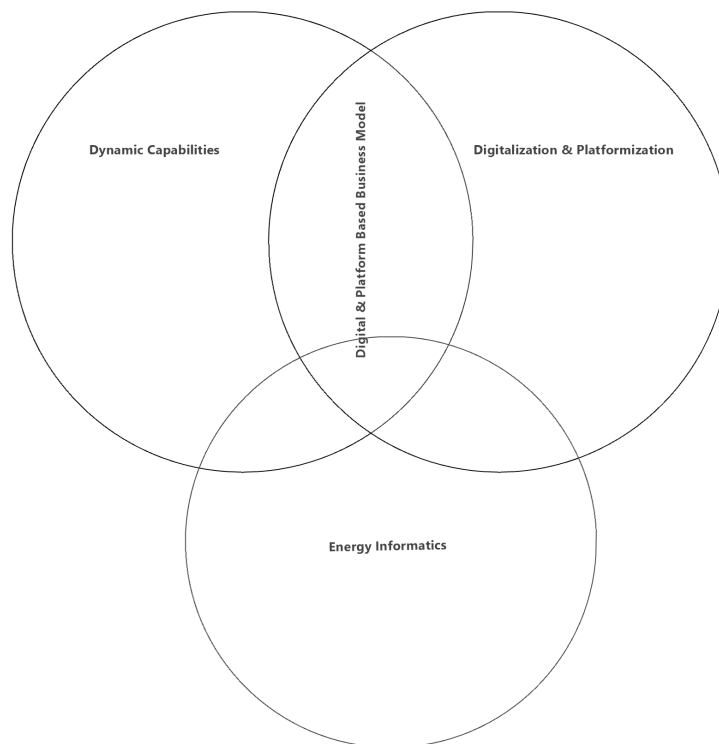 Dynamic Capabilities
Digital & Platform Based Business Model
Digitalization & Platformization
Energy Informatics